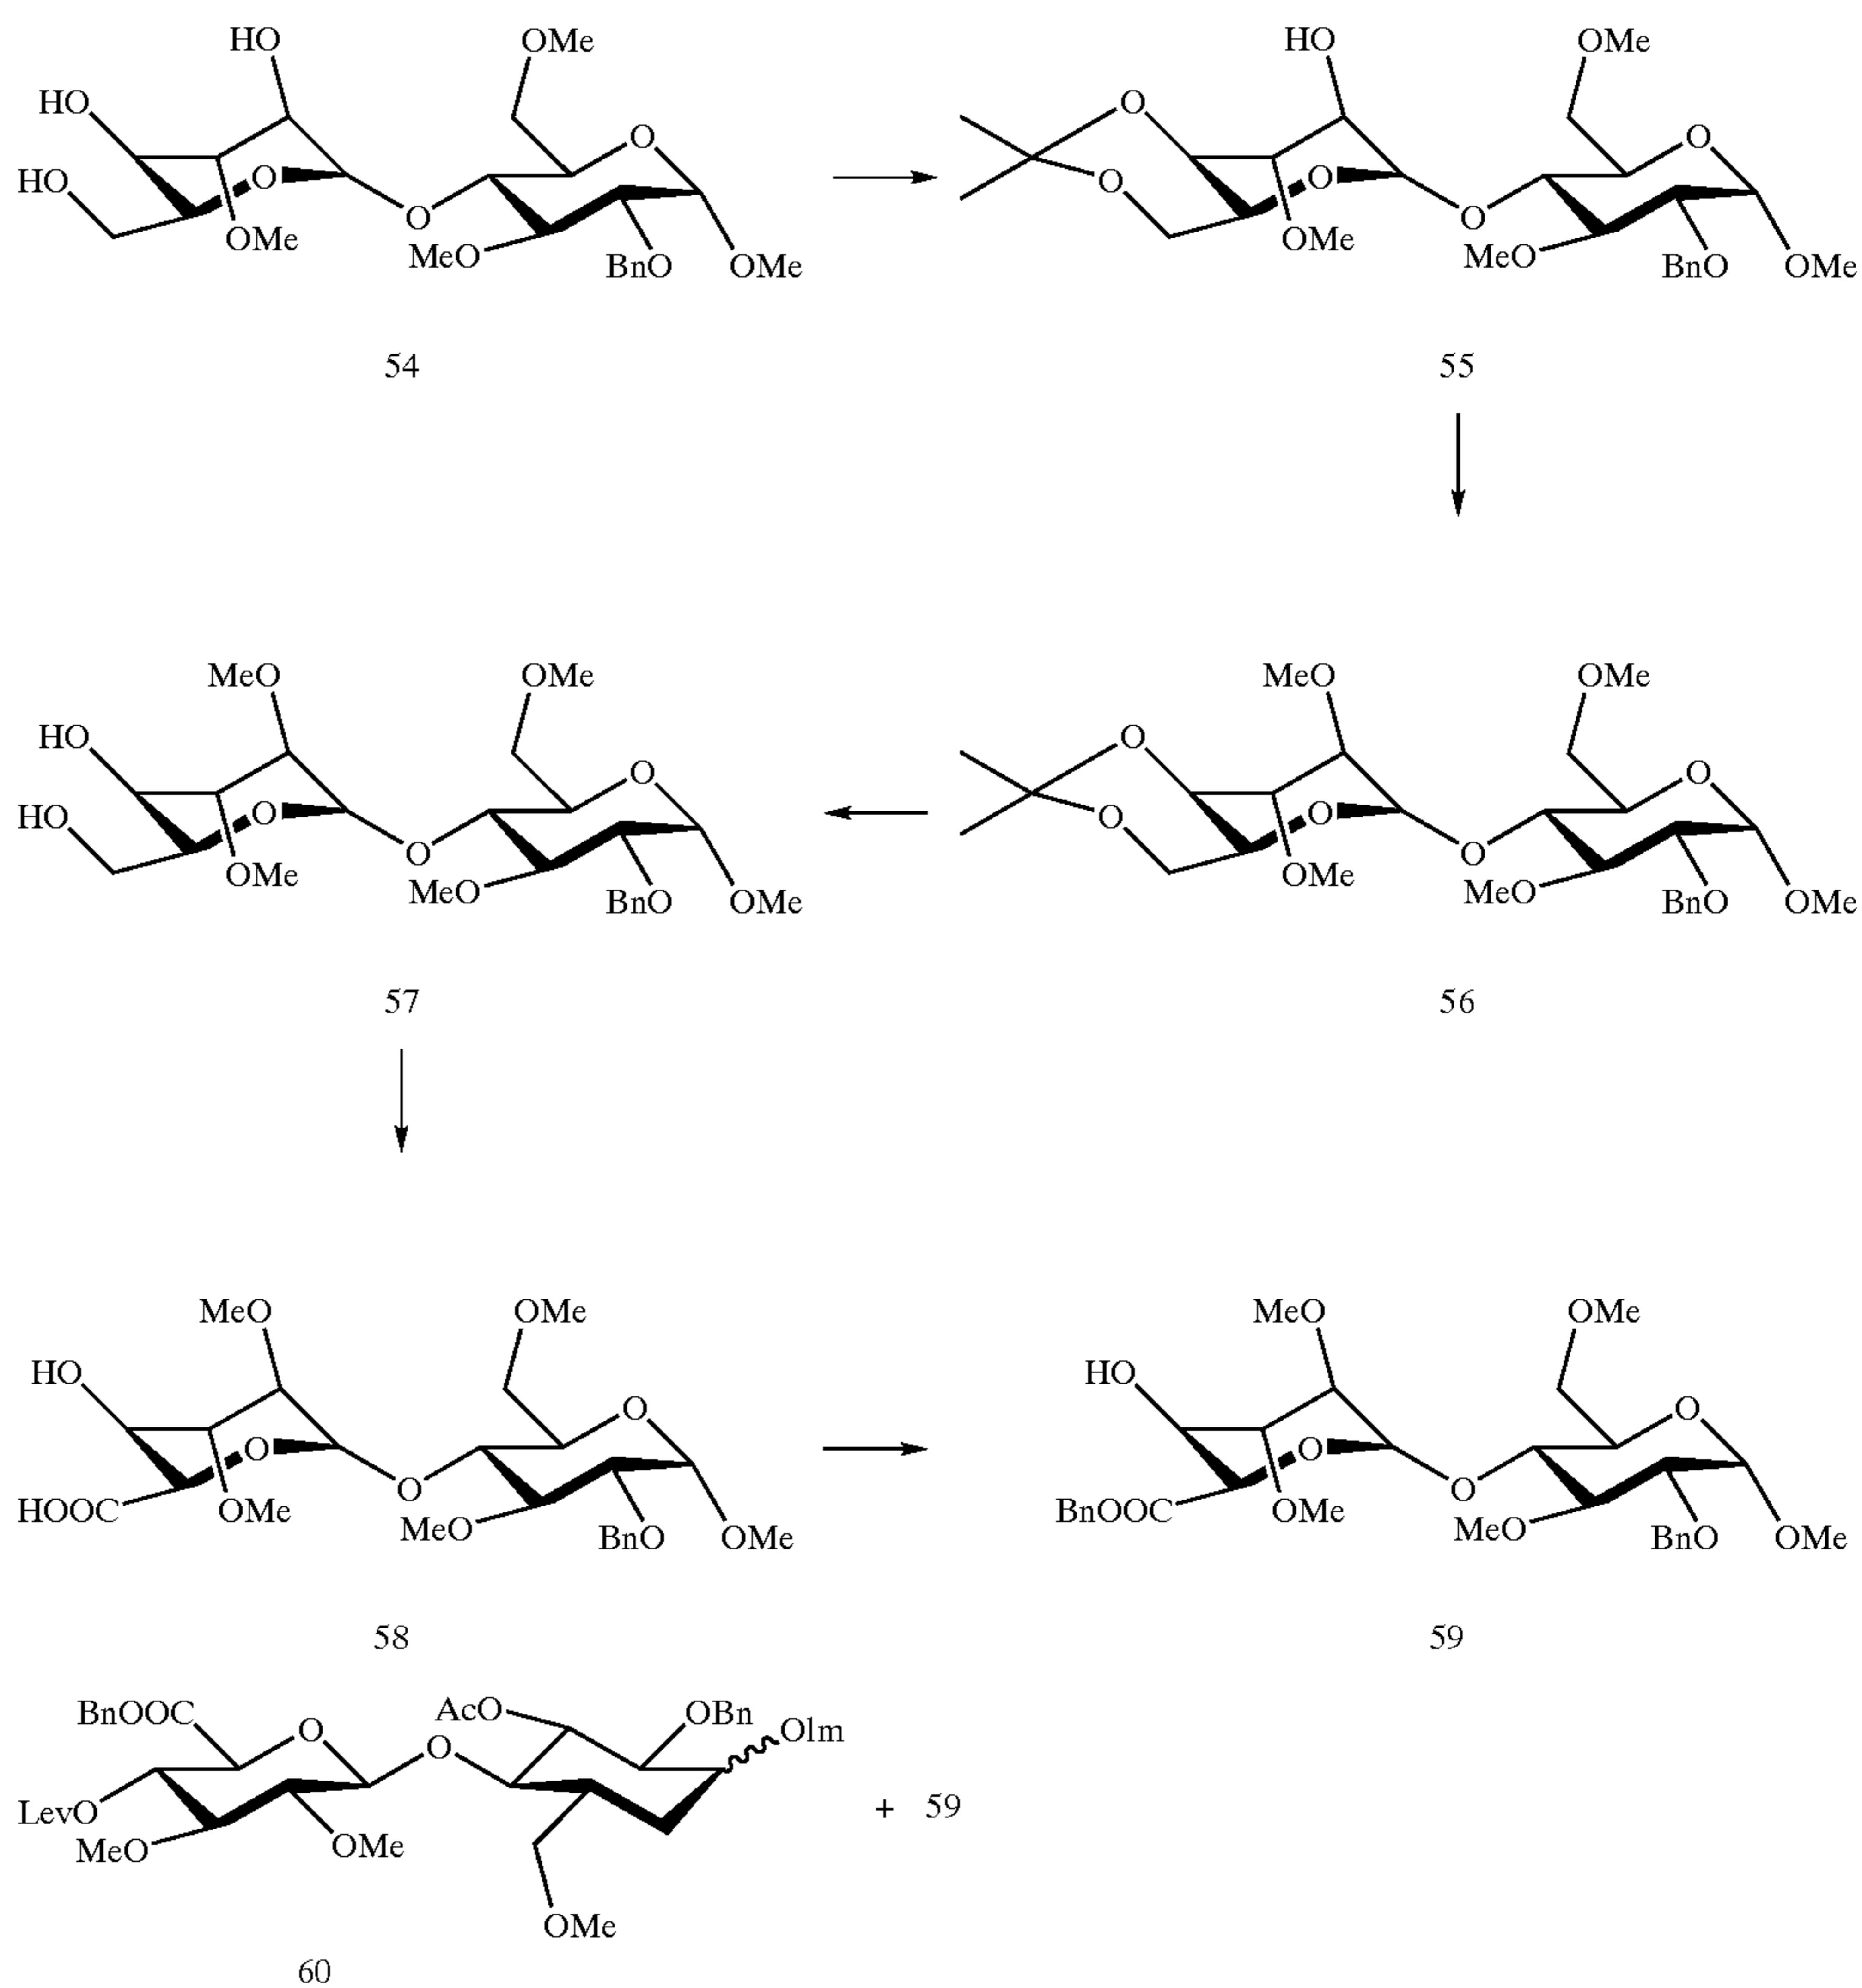 HO OMe HO OMe
HO O O O
HO O O O
O O
OMe MeO BnO OMe OMe MeO BnO OMe
54 55
MeO OMe MeO OMe
HO O O O
HO O O O
O O
OMe MeO BnO OMe OMe MeO BnO OMe
57 56
MeO OMe MeO OMe
HO O HO O
O O
HOOC OMe O MeO BnO OMe BnOOC OMe O MeO BnO OMe
58 59
BnOOC O AcO OBn OIm
O
LevO + 59
MeO OMe
OMe
60